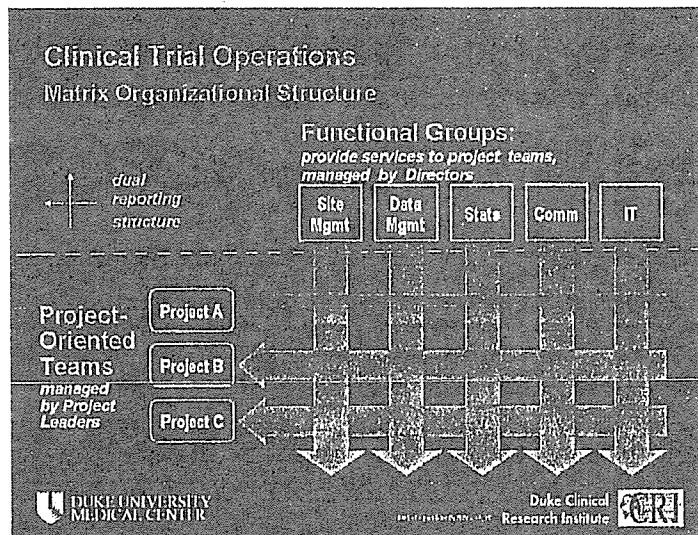 Clinical Trial Operations
Matrix Organizational Structure
Functional Groups:
provide services to project teams,
managed by Directors
dual
reporting
structure
Site
Mgmt
Data
Mgmt
Stats
Comm
IT
Project-
Oriented
Teams
managed
by Project
Leaders
Project A
Project B
Project C
DUKE UNIVERSITY
MEDICAL CENTER
Duke Clinical
Research Institute
CRI